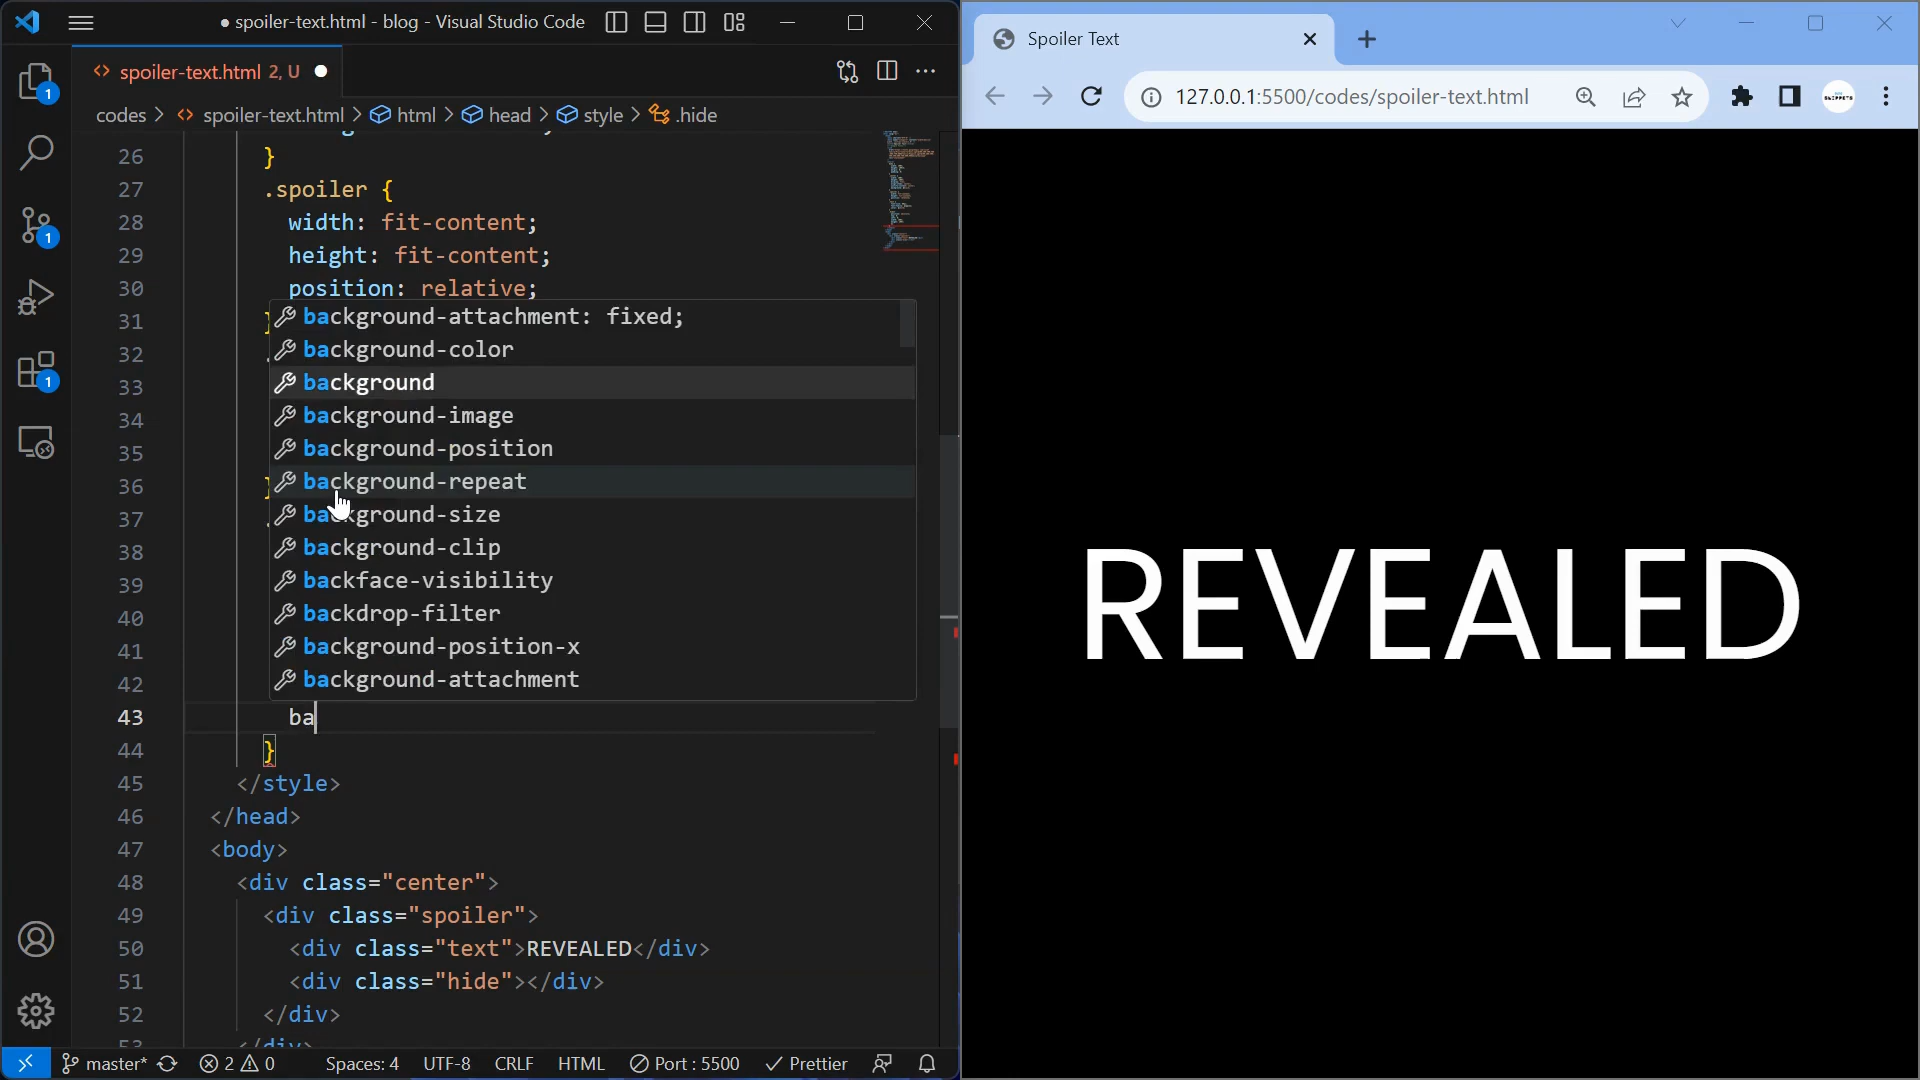 spoiler-text.html - blog - Visual Studio Code
spoiler-text.html 2, U
codes > spoiler-text.html > html > head > style > .hide
26 }
27 .spoiler {
28 width: fit-content;
29 height: fit-content;
30 position: relative;
31 }
32
33
34
35
36 }
37
38
39
40
41
42
background-attachment: fixed;
background-color
background
background-image
background-position
background-repeat
background-size
background-clip
backface-visibility
backdrop-filter
background-position-x
background-attachment
43 ba
44 }
45 </style>
46 </head>
47 <body>
48 <div class="center">
49 <div class="spoiler">
50 <div class="text">REVEALED</div>
51 <div class="hide"></div>
52 </div>
53 </div>
1
1
1
master* 2 0 Spaces: 4 UTF-8 CRLF HTML Port : 5500 Prettier
Spoiler Text
127.0.0.1:5500/codes/spoiler-text.html
REVEALED